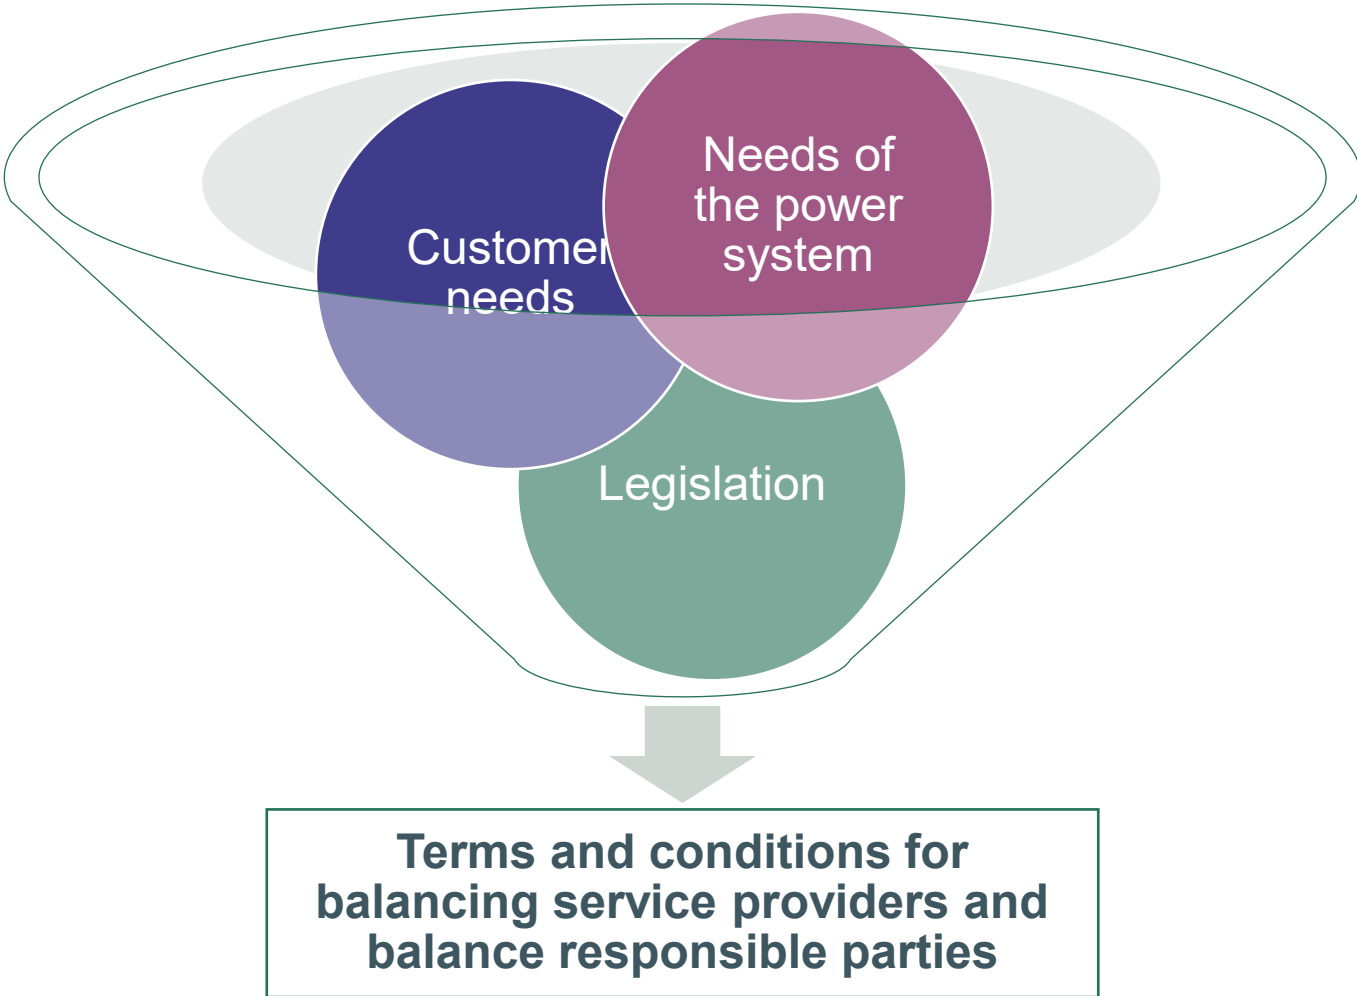 Needs of
the power
system
Customer
needs
Legislation
Terms and conditions for
balancing service providers and
balance responsible parties